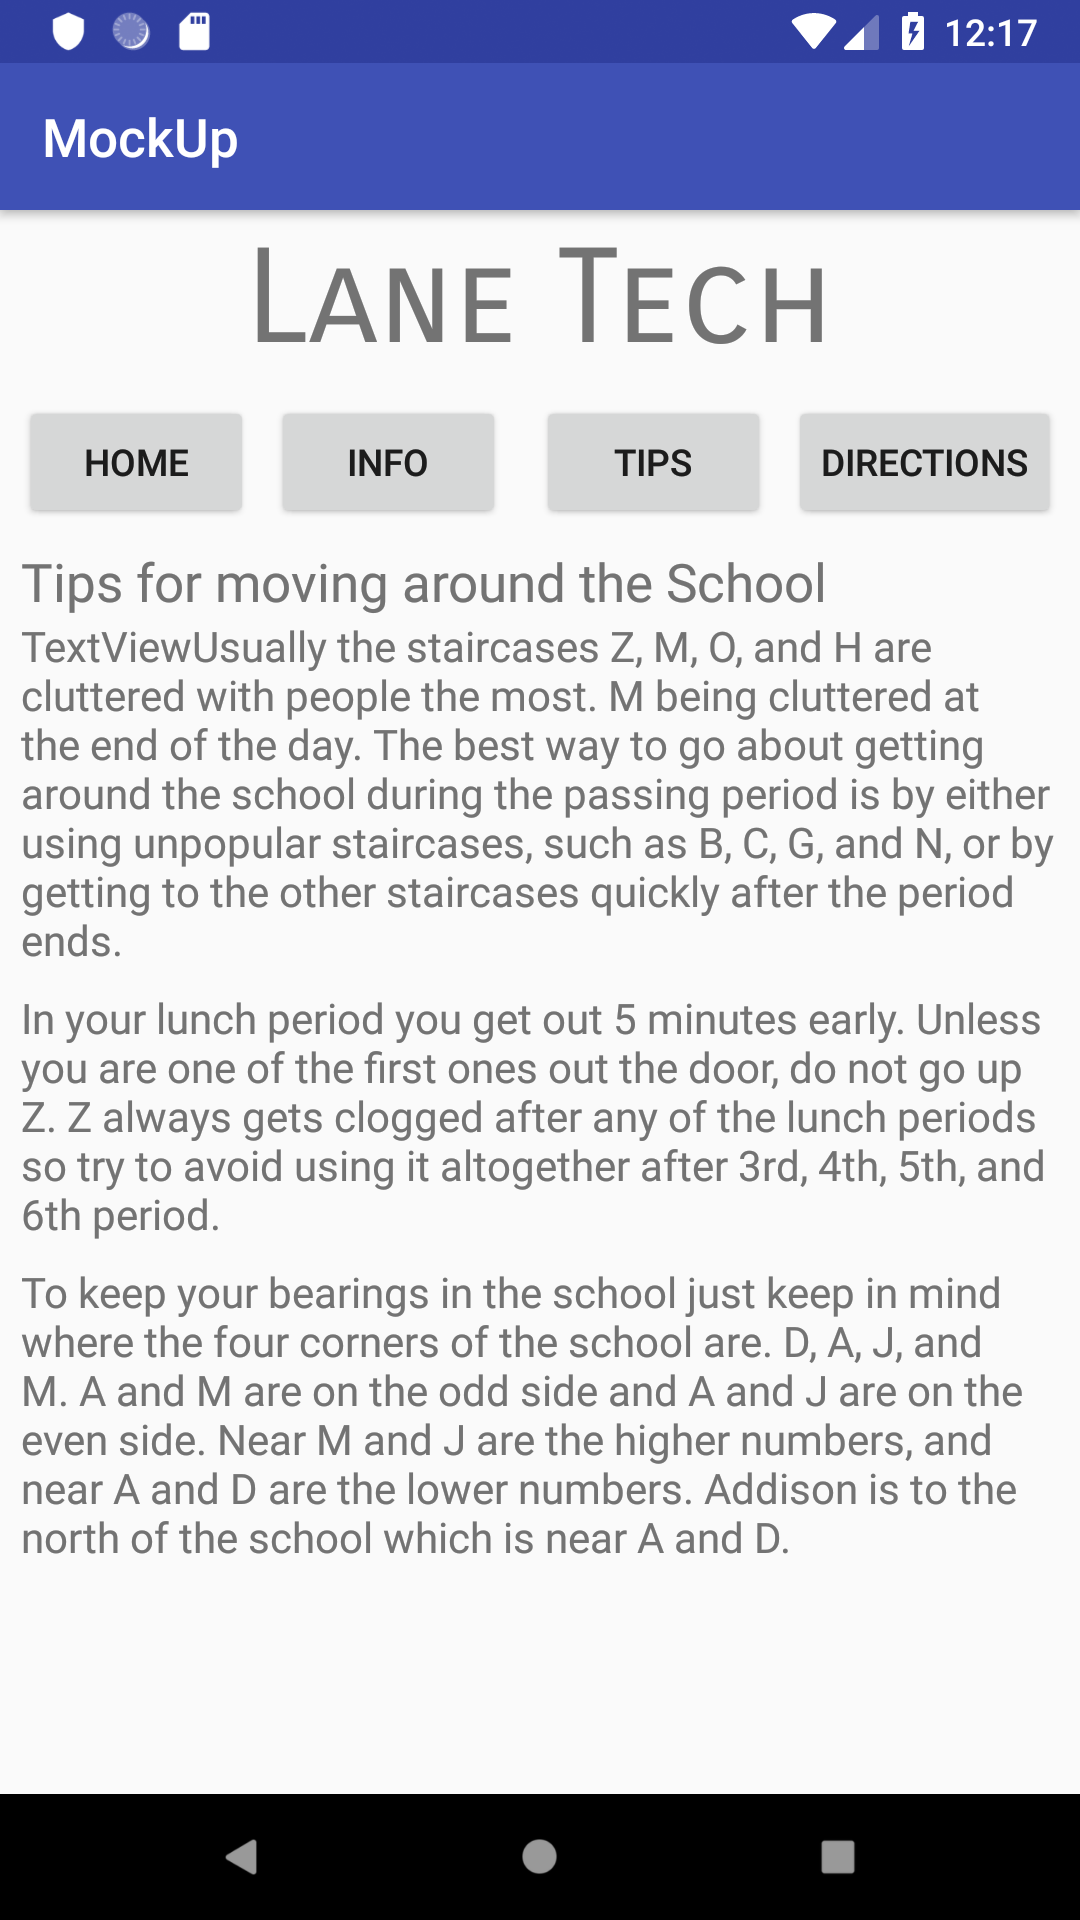 12:17
MockUp
Lane Tech
HOME INFO TIPS DIRECTIONS
Tips for moving around the School
TextViewUsually the staircases Z, M, O, and H are
cluttered with people the most. M being cluttered at
the end of the day. The best way to go about getting
around the school during the passing period is by either
using unpopular staircases, such as B, C, G, and N, or by
getting to the other staircases quickly after the period
ends.
In your lunch period you get out 5 minutes early. Unless
you are one of the first ones out the door, do not go up
Z. Z always gets clogged after any of the lunch periods
so try to avoid using it altogether after 3rd, 4th, 5th, and
6th period.
To keep your bearings in the school just keep in mind
where the four corners of the school are. D, A, J, and
M. A and M are on the odd side and A and J are on the
even side. Near M and J are the higher numbers, and
near A and D are the lower numbers. Addison is to the
north of the school which is near A and D.